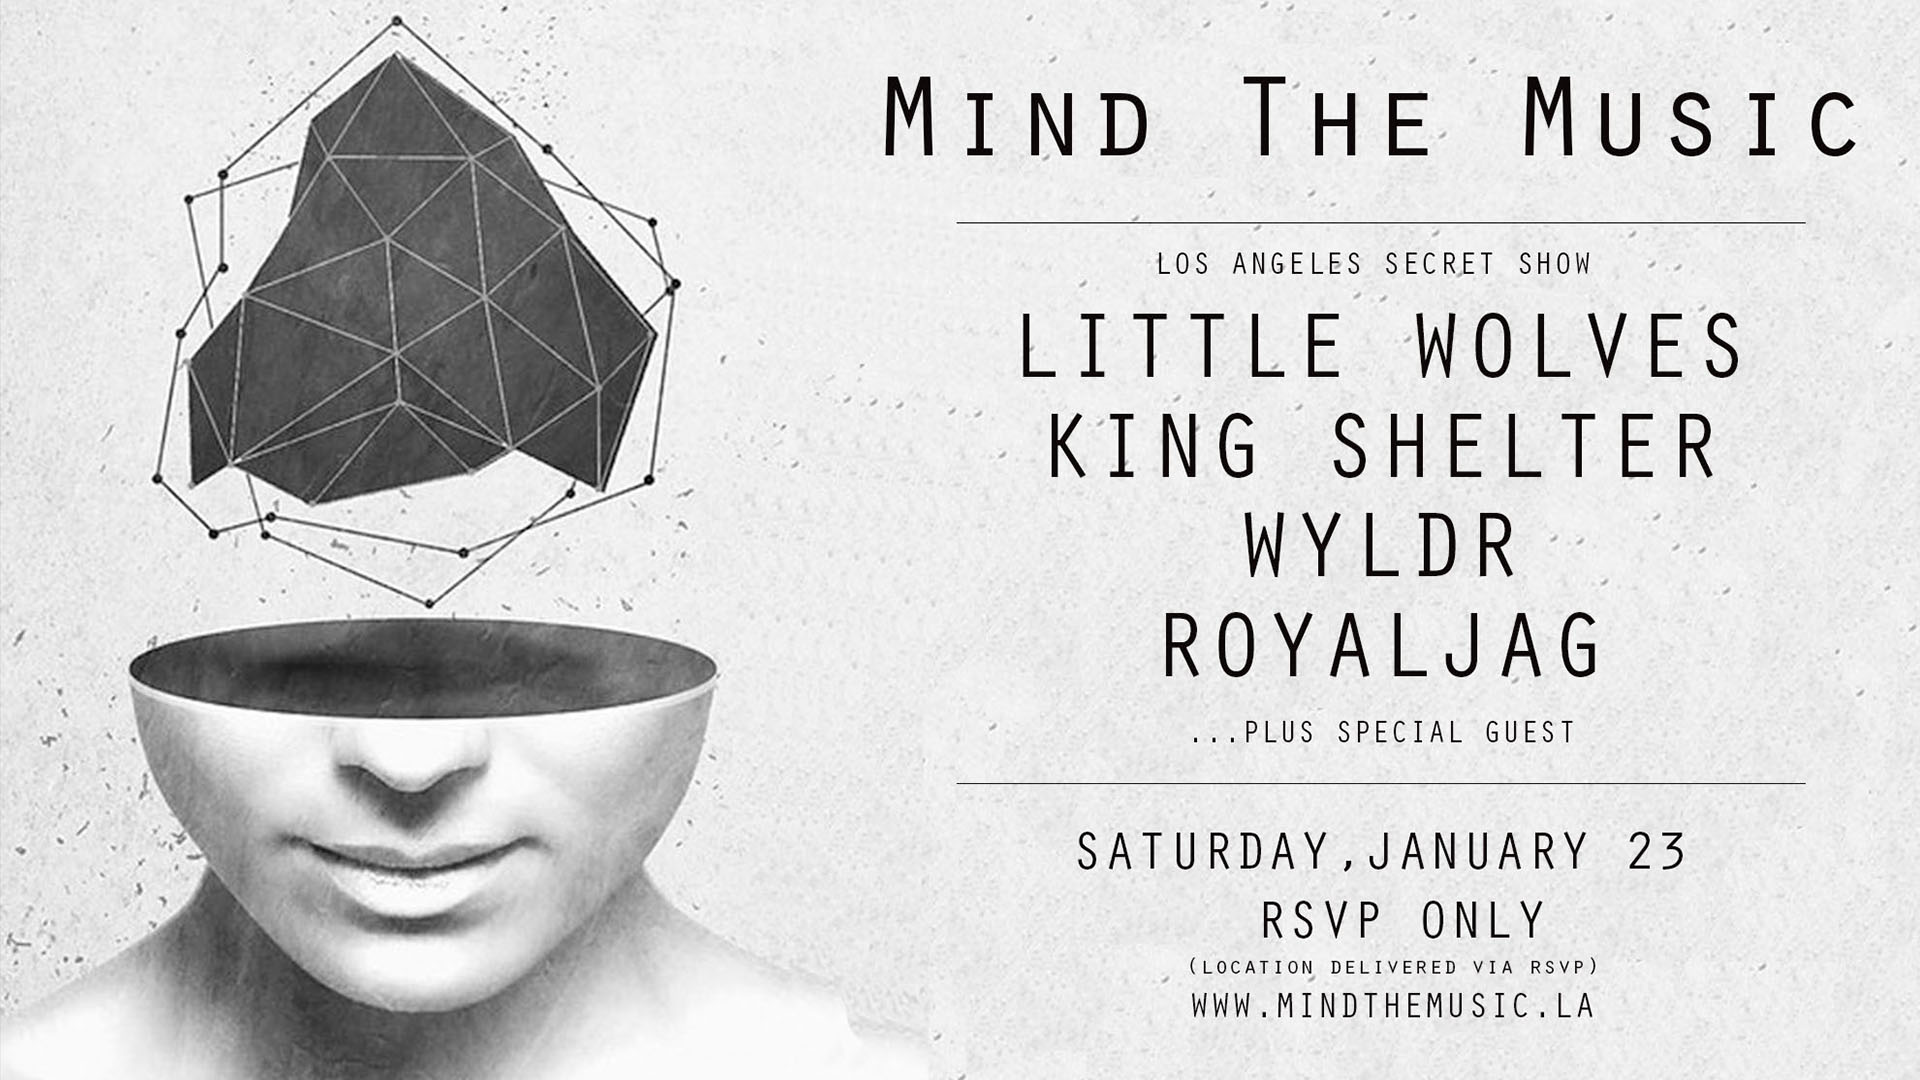 Mind The Music
LOS ANGELES SECRET SHOW
LITTLE WOLVES
KING SHELTER
WYLDR
ROYALJAG
...PLUS SPECIAL GUEST
SATURDAY,JANUARY 23
RSVP ONLY
(LOCATION DELIVERED VIA RSVP)
WWW.MINDTHEMUSIC.LA